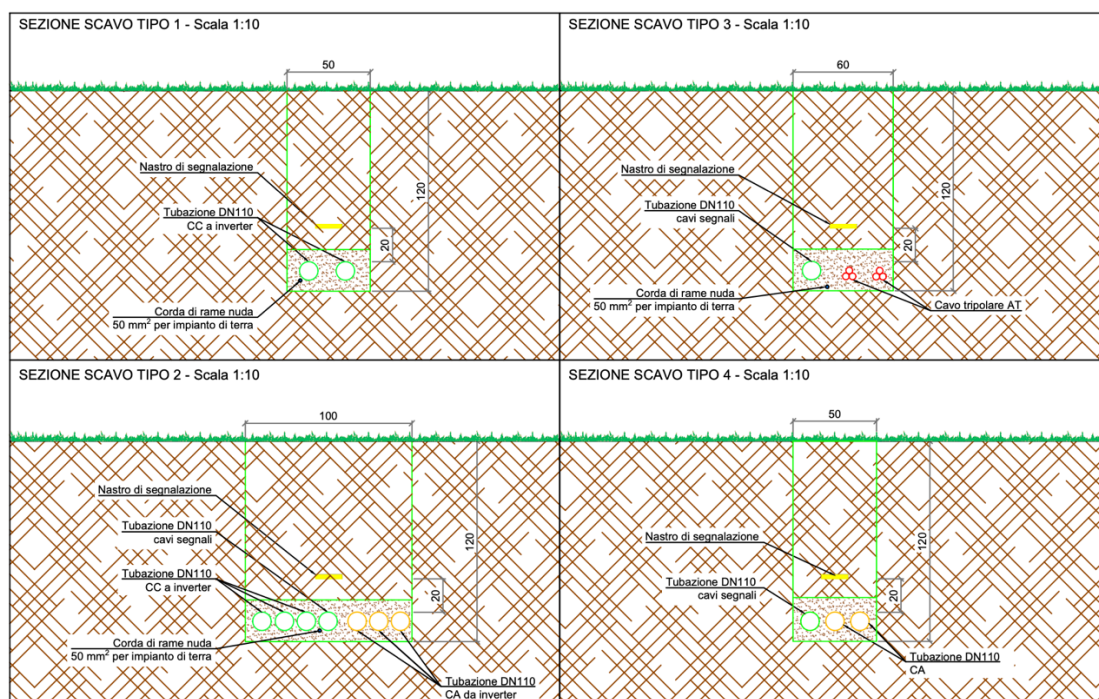 SEZIONE SCAVO TIPO 1 - Scala 1:10
50
Nastro di segnalazione
Tubazione DN110
CC a inverter
120
20
Corda di rame nuda
50 mm² per impianto di terra
SEZIONE SCAVO TIPO 3 - Scala 1:10
60
Nastro di segnalazione
Tubazione DN110
cavi segnali
120
20
Corda di rame nuda
50 mm² per impianto di terra
Cavo tripolare AT
SEZIONE SCAVO TIPO 2 - Scala 1:10
100
Nastro di segnalazione
Tubazione DN110
cavi segnali
Tubazione DN110
CC a inverter
120
20
Corda di rame nuda
50 mm² per impianto di terra
Tubazione DN110
CA da inverter
SEZIONE SCAVO TIPO 4 - Scala 1:10
50
Nastro di segnalazione
Tubazione DN110
cavi segnali
120
20
Tubazione DN110
CA